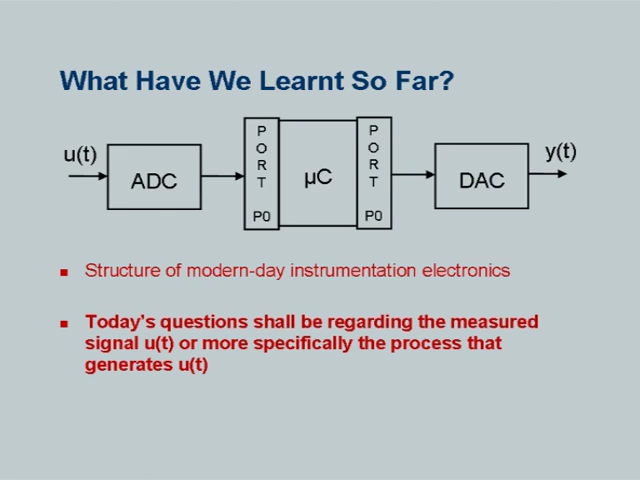 What Have We Learnt So Far?
u(t)
ADC
P
O
R
T
P0
µC
P
O
R
T
P0
DAC
y(t)
Structure of modern-day instrumentation electronics
Today's questions shall be regarding the measured
signal u(t) or more specifically the process that
generates u(t)